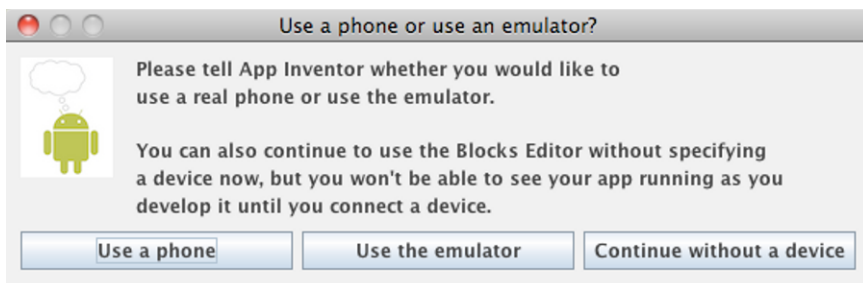 Use a phone or use an emulator?
Please tell App Inventor whether you would like to
use a real phone or use the emulator.
You can also continue to use the Blocks Editor without specifying
a device now, but you won't be able to see your app running as you
develop it until you connect a device.
Use a phone
Use the emulator
Continue without a device